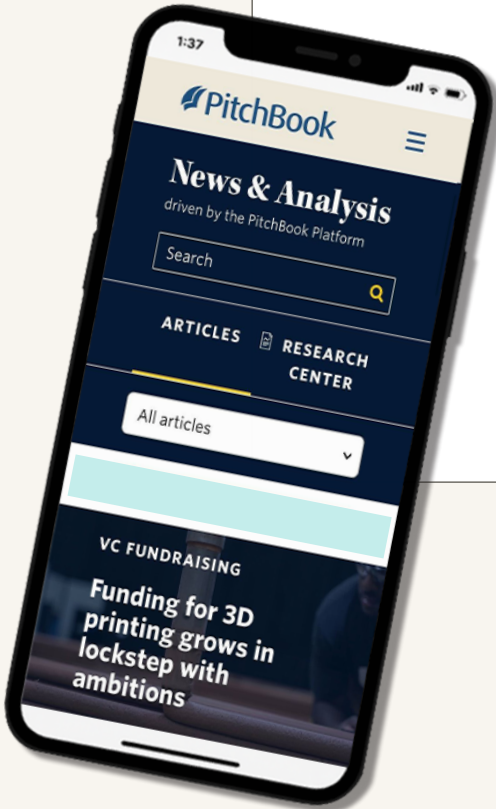 1:37
PitchBook
News & Analysis
driven by the PitchBook Platform
Search
ARTICLES
RESEARCH
CENTER
All articles
VC FUNDRAISING
Funding for 3D
printing grows in
lockstep with
ambitions